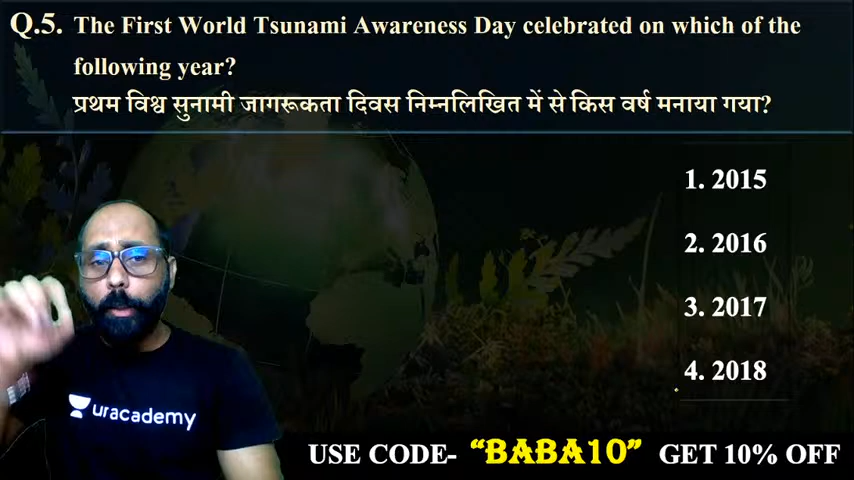 Q.5. The First World Tsunami Awareness Day celebrated on which of the
following year?
प्रथम विश्व सुनामी जागरूकता दिवस निम्नलिखित में से किस वर्ष मनाया गया?
1. 2015
2. 2016
3. 2017
4. 2018
uracademy
USE CODE- “BABA10” GET 10% OFF